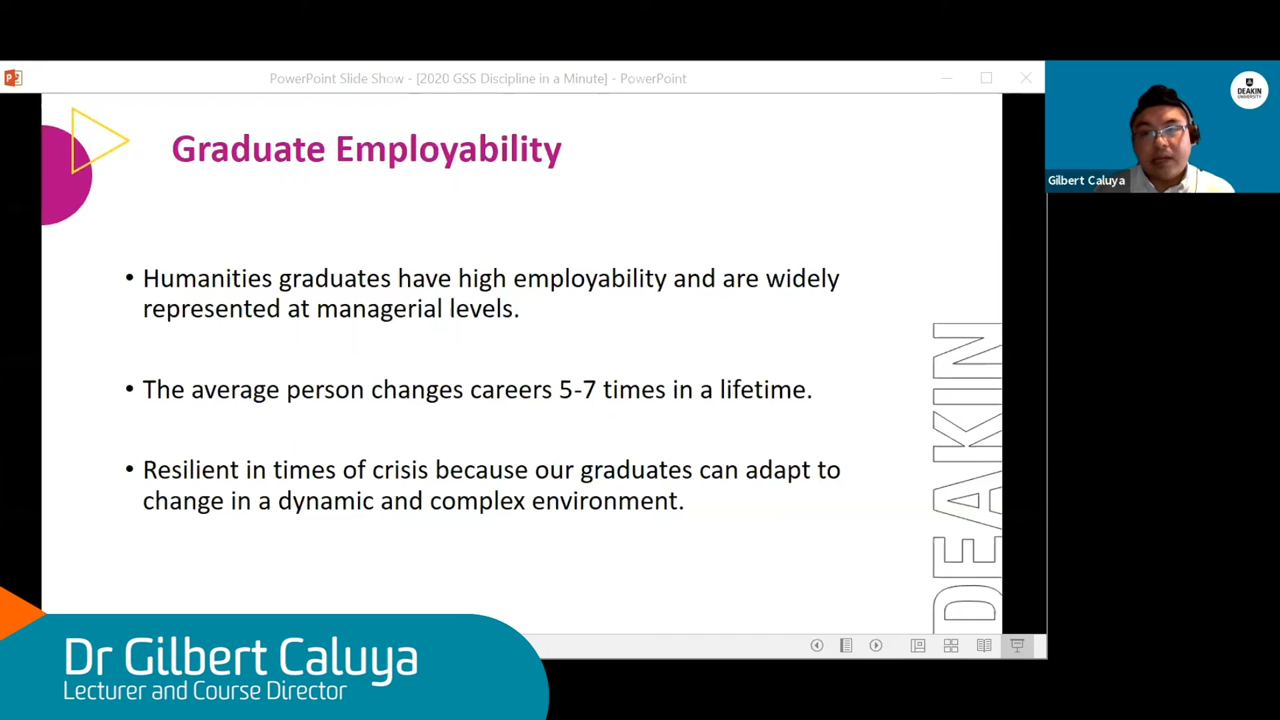 PowerPoint Slide Show - [2020 GSS Discipline in a Minute] - PowerPoint
DEAKIN
UNIVERSITY
Gilbert Caluya
Graduate Employability
• Humanities graduates have high employability and are widely
represented at managerial levels.
• The average person changes careers 5-7 times in a lifetime.
• Resilient in times of crisis because our graduates can adapt to
change in a dynamic and complex environment.
DEAKIN
Dr Gilbert Caluya
Lecturer and Course Director